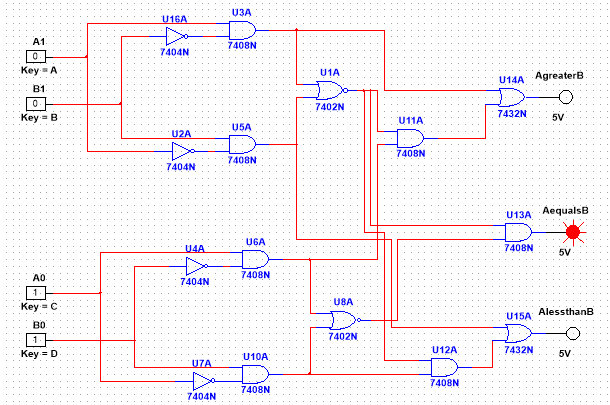 U16A
7404N
U3A
7408N
A1
0
Key = A
B1
0
Key = B
U2A
7404N
U5A
7408N
U1A
7402N
U11A
7408N
U14A
7432N
AgreaterB
5V
U13A
7408N
AequalsB
5V
U4A
7404N
U6A
7408N
A0
1
Key = C
B0
1
Key = D
U8A
7402N
U7A
7404N
U10A
7408N
U12A
7408N
U15A
7432N
AlessthanB
5V